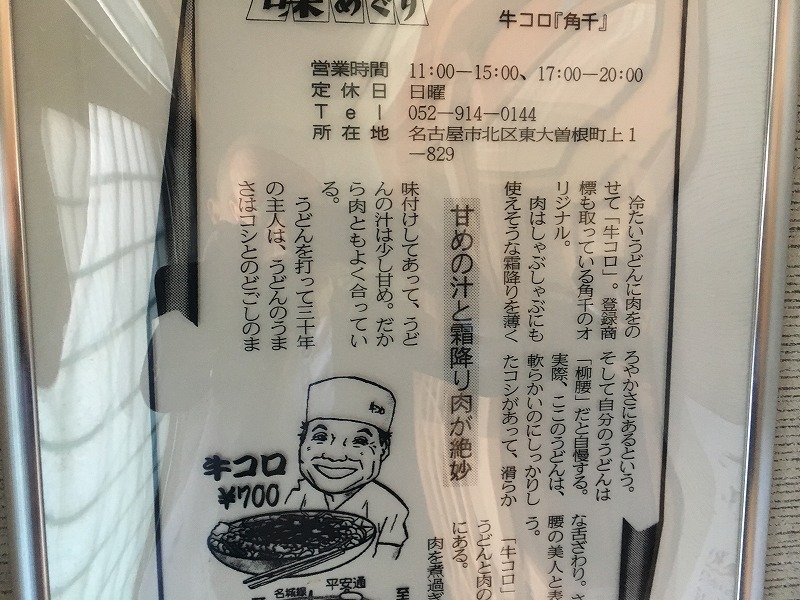 味めぐり
牛コロ『角千』
営業時間 11:00—15:00、17:00—20:00
定休日 日曜
Tel 052—914—0144
所在地 名古屋市北区東大曽根町上1
—829
冷たいうどんに肉をの
せて「牛コロ」。登録商
標も取っている角千のオ
リジナル。
肉はしゃぶしゃぶにも
使えそうな霜降りを薄く
甘めの汁と霜降り肉が絶妙
味付けしてあって、うど
んの汁は少し甘め。だか
ら肉ともよく合ってい
る。
うどんを打って三十年
の主人は、うどんのうま
さはコシとのどごしのま
ろやかさにあるという。
そして自分のうどんは
「柳腰」だと自慢する。
実際、ここのうどんは、
軟らかいのにしっかりし
たコシがあって、滑らか
な舌ざわり。さ
腰の美人と表
う。
「牛コロ」
うどんと肉の
にある。
肉を煮過ぎ
牛コロ
¥700
平安通
名城線
至